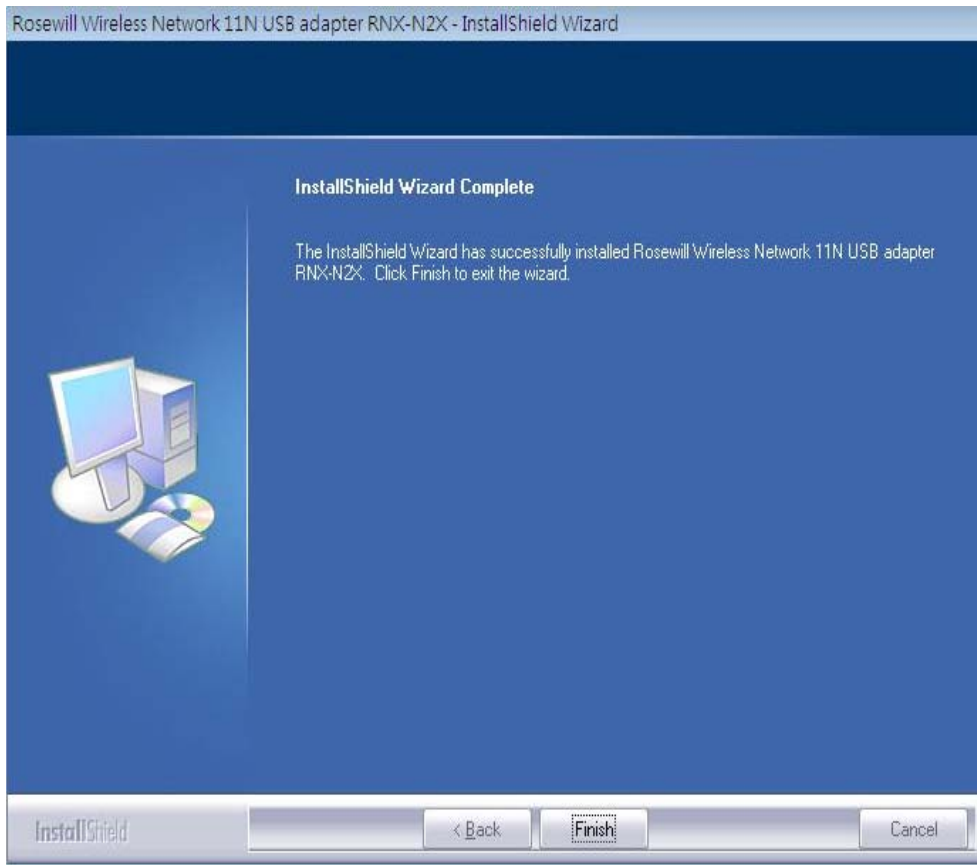 Rosewill Wireless Network 11N USB adapter RNX-N2X - InstallShield Wizard
InstallShield Wizard Complete
The InstallShield Wizard has successfully installed Rosewill Wireless Network 11N USB adapter
RNX-N2X. Click Finish to exit the wizard.
InstallShield
< Back
Finish
Cancel